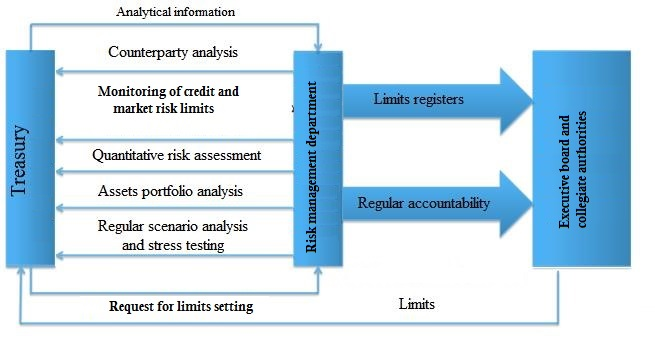 Analytical information
Counterparty analysis
Monitoring of credit and
market risk limits
Quantitative risk assessment
Assets portfolio analysis
Regular scenario analysis
and stress testing
Request for limits setting
Treasury
Risk management department
Limits registers
Regular accountability
Executive board and
collegiate authorities
Limits